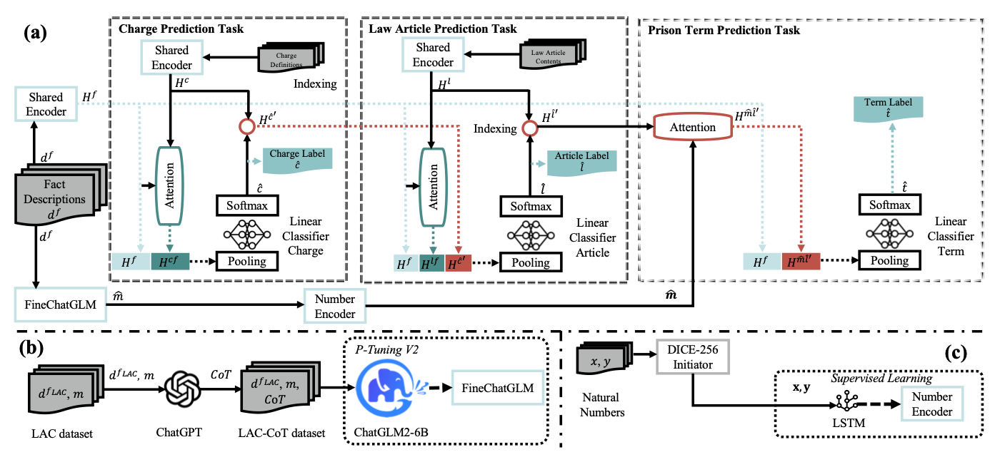 (a)
Charge Prediction Task
Shared
Encoder
Charge
Definitions
Indexing
H^c
Shared
Encoder
H^f
d^f
Fact
Descriptions
d^f
d^f
H^ĉ′
Attention
Charge Label
ĉ
ĉ
Softmax
Linear
Classifier
Charge
Pooling
H^f
H^cf
Law Article Prediction Task
Shared
Encoder
Law Article
Contents
H^l
Indexing
H^l̂′
Attention
Article Label
l̂
l̂
Softmax
Linear
Classifier
Article
Pooling
H^f
H^lf
H^ĉ′
Prison Term Prediction Task
Attention
H^m̂l̂′
Term Label
t̂
t̂
Softmax
Linear
Classifier
Term
Pooling
H^f
H^m̂l′
FineChatGLM
m̂
Number
Encoder
m̂
(b)
d^fLAC, m
LAC dataset
d^fLAC, m
ChatGPT
CoT
d^fLAC, m,
CoT
LAC-CoT dataset
P-Tuning V2
ChatGLM2-6B
FineChatGLM
(c)
x, y
Natural
Numbers
DICE-256
Initiator
x, y
Supervised Learning
LSTM
Number
Encoder